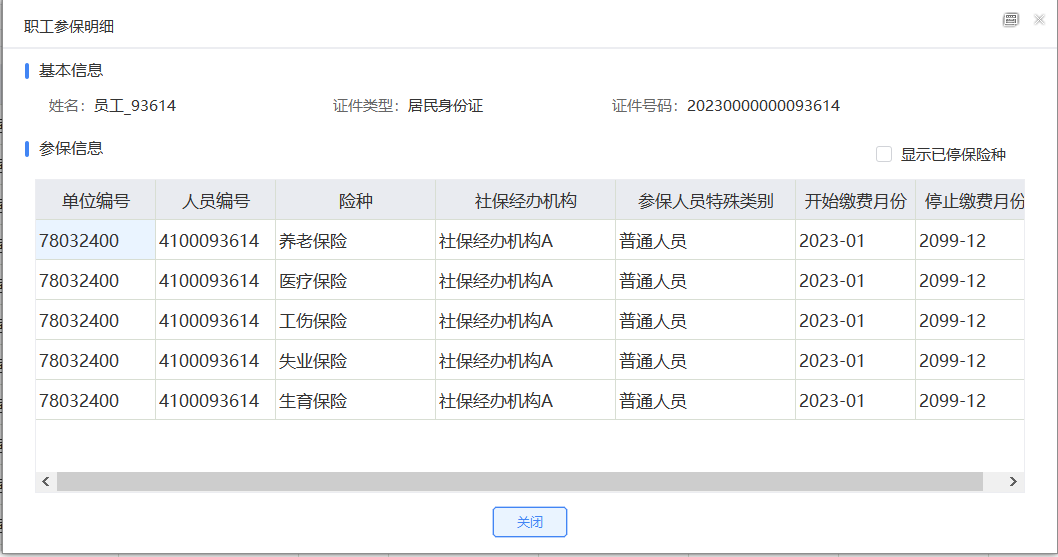 职工参保明细
基本信息
姓名： 员工_93614 证件类型： 居民身份证 证件号码： 20230000000093614
参保信息
显示已停保险种
单位编号 人员编号 险种 社保经办机构 参保人员特殊类别 开始缴费月份 停止缴费月份
78032400 4100093614 养老保险 社保经办机构A 普通人员 2023-01 2099-12
78032400 4100093614 医疗保险 社保经办机构A 普通人员 2023-01 2099-12
78032400 4100093614 工伤保险 社保经办机构A 普通人员 2023-01 2099-12
78032400 4100093614 失业保险 社保经办机构A 普通人员 2023-01 2099-12
78032400 4100093614 生育保险 社保经办机构A 普通人员 2023-01 2099-12
关闭